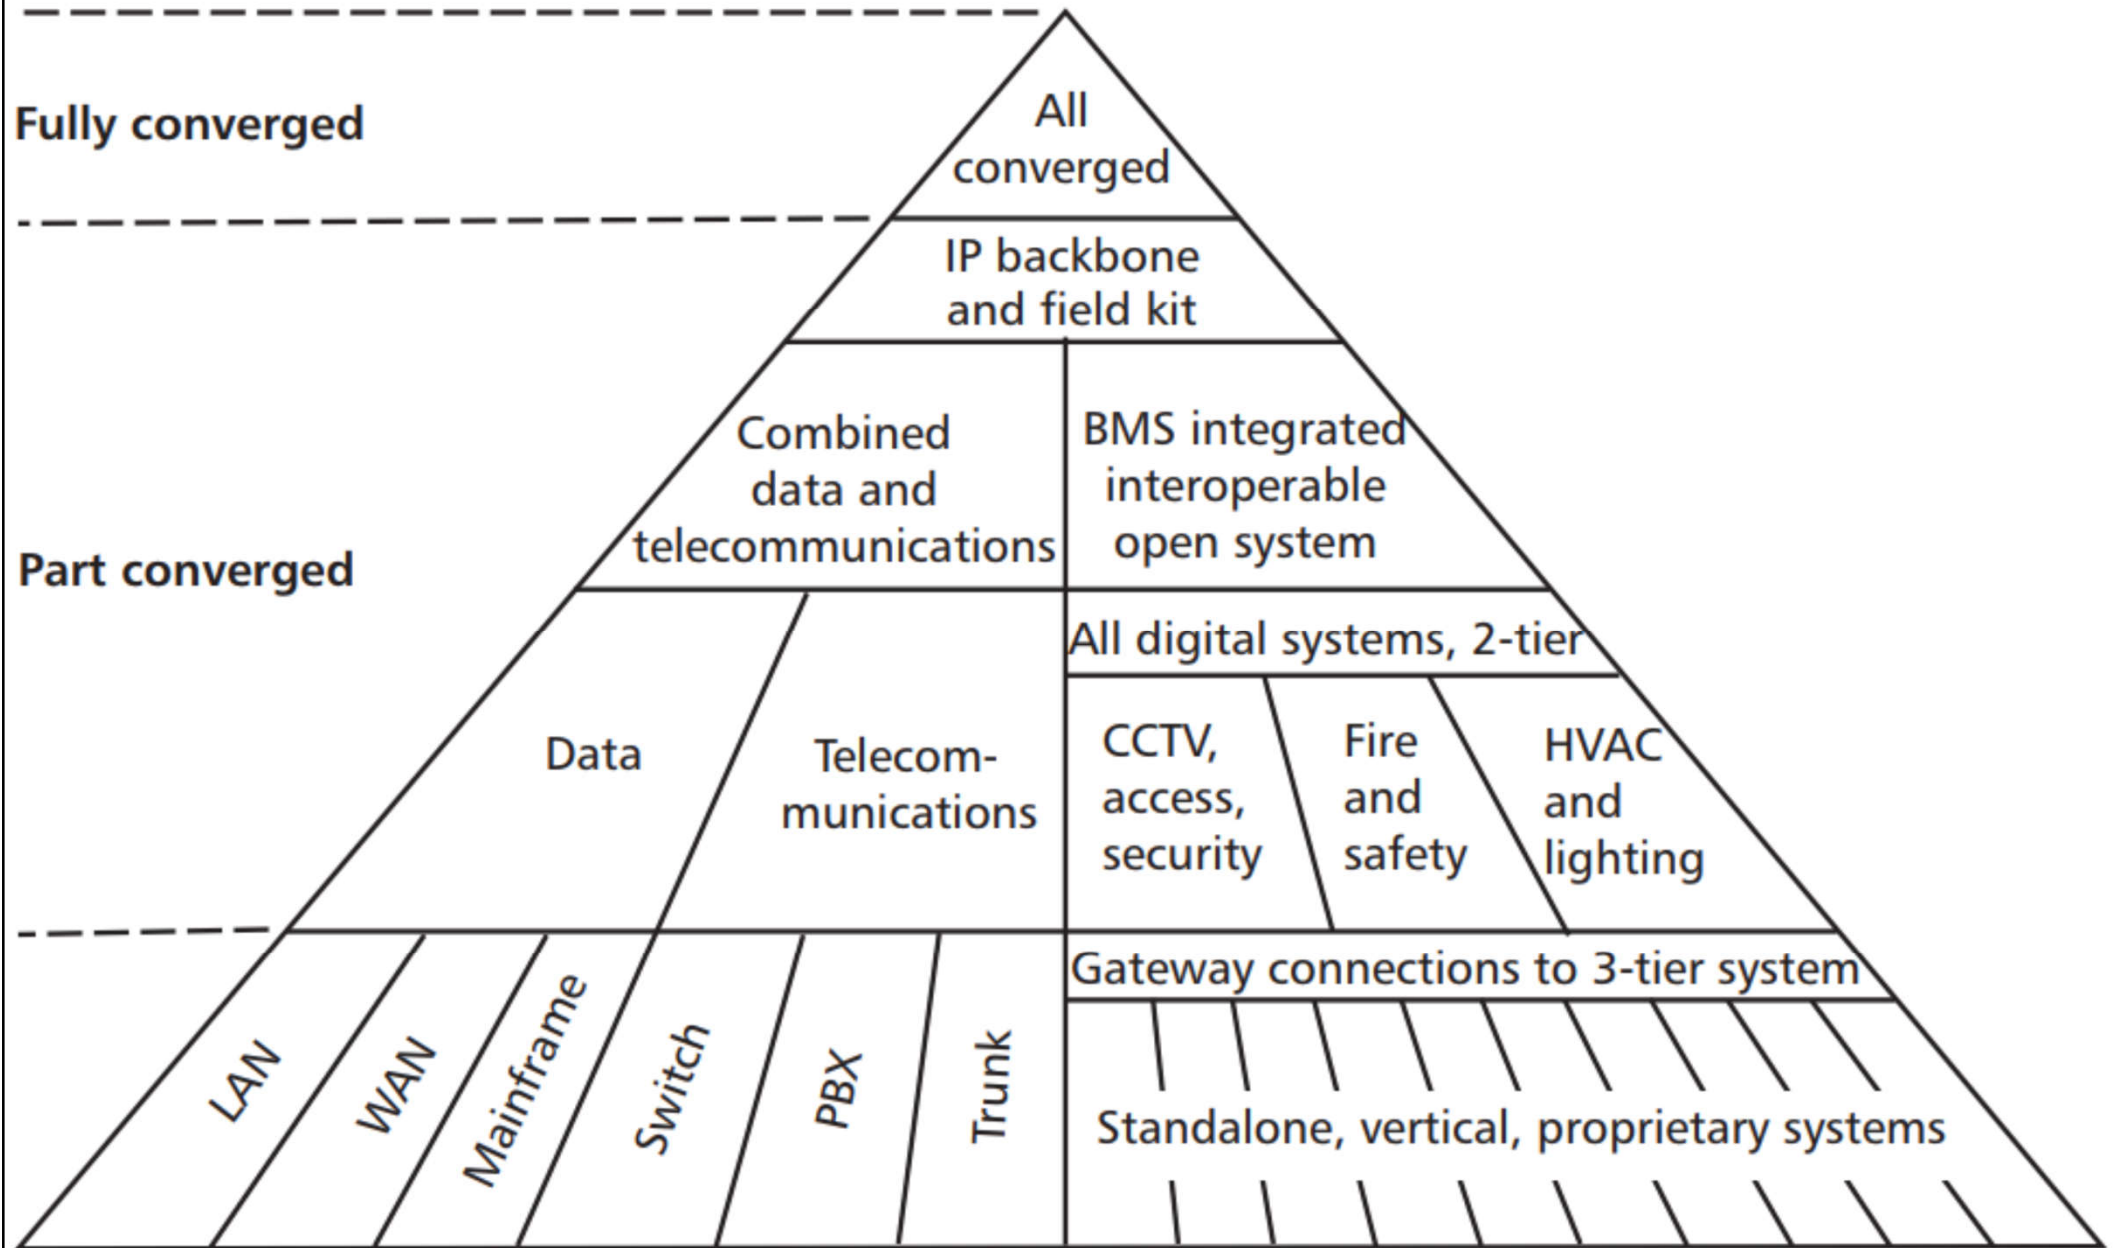 Fully converged
All
converged
IP backbone
and field kit
Part converged
Combined
data and
telecommunications
BMS integrated
interoperable
open system
Data
Telecom-
munications
All digital systems, 2-tier
CCTV,
access,
security
Fire
and
safety
HVAC
and
lighting
LAN
WAN
Mainframe
Switch
PBX
Trunk
Gateway connections to 3-tier system
Standalone, vertical, proprietary systems